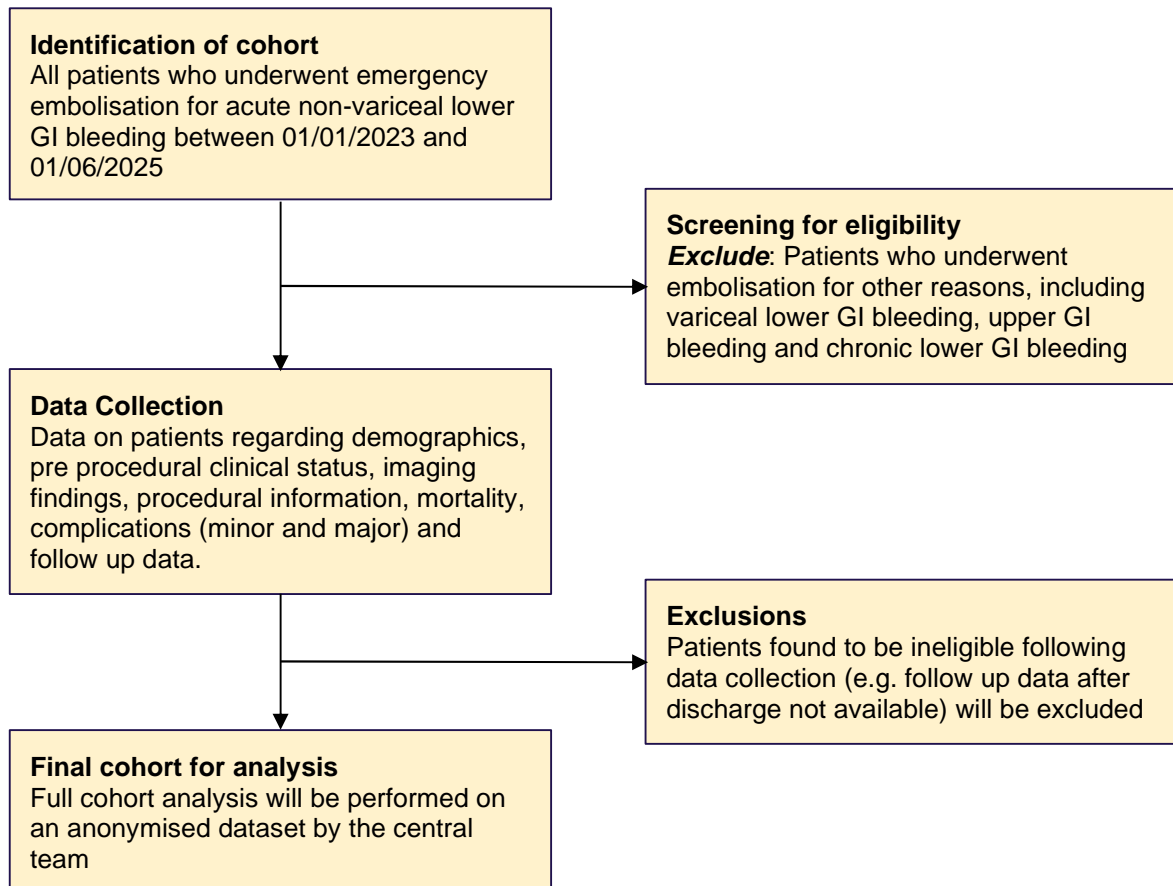 Identification of cohort
All patients who underwent emergency
embolisation for acute non-variceal lower
GI bleeding between 01/01/2023 and
01/06/2025
Screening for eligibility
Exclude: Patients who underwent
embolisation for other reasons, including
variceal lower GI bleeding, upper GI
bleeding and chronic lower GI bleeding
Data Collection
Data on patients regarding demographics,
pre procedural clinical status, imaging
findings, procedural information, mortality,
complications (minor and major) and
follow up data.
Exclusions
Patients found to be ineligible following
data collection (e.g. follow up data after
discharge not available) will be excluded
Final cohort for analysis
Full cohort analysis will be performed on
an anonymised dataset by the central
team